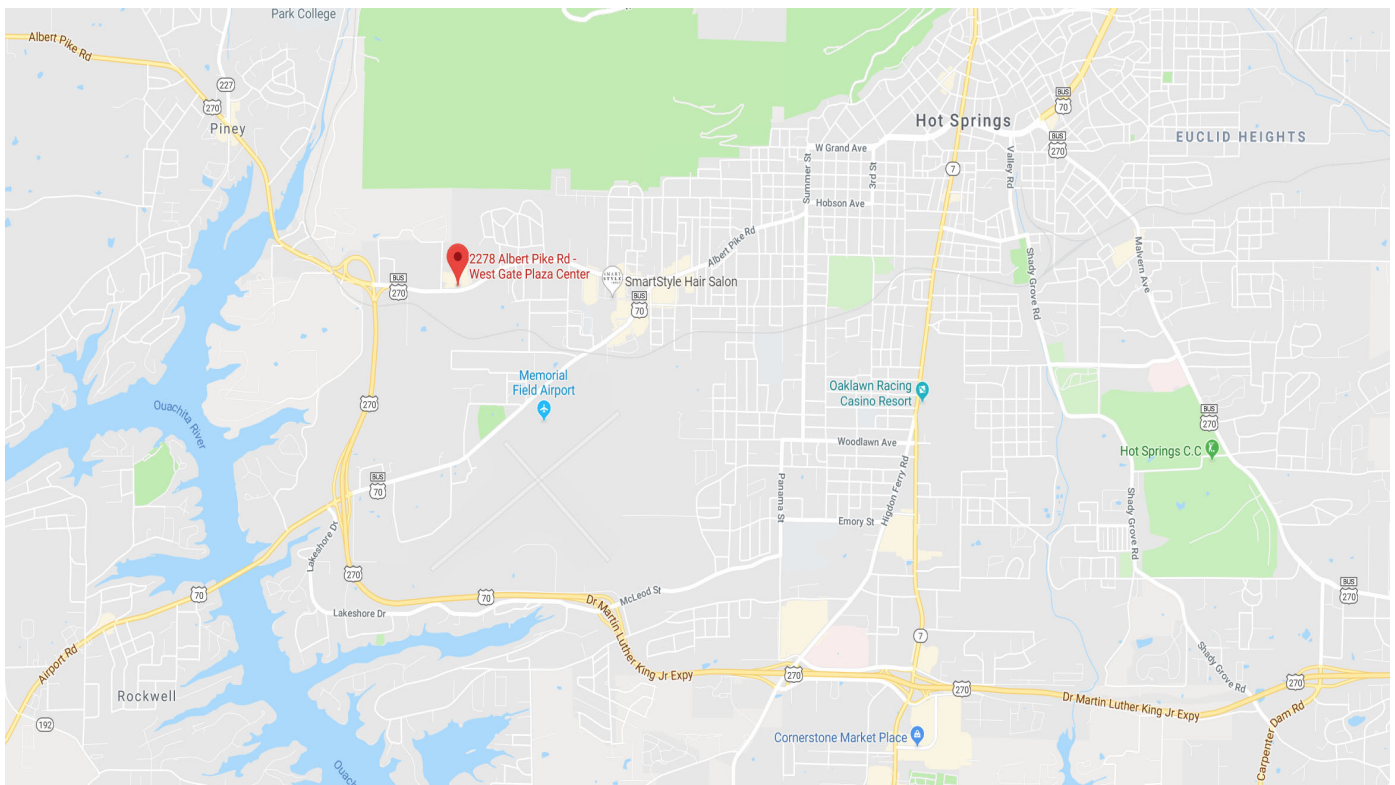 Park College
Albert Pike Rd
227
270
Piney
BUS
70
Hot Springs
BUS
270
EUCLID HEIGHTS
W Grand Ave
Summer St
3rd St
7
Valley Rd
Hobson Ave
Albert Pike Rd
2278 Albert Pike Rd -
West Gate Plaza Center
BUS
270
SMART
STYLE
SmartStyle Hair Salon
BUS
70
Shady Grove Rd
Malvern Ave
Memorial
Field Airport
Oaklawn Racing
Casino Resort
270
Ouachita River
BUS
270
Woodlawn Ave
Hot Springs C.C
BUS
70
Higdon Ferry Rd
Panama St
Emory St
Shady Grove Rd
Lakeshore Dr
270
70
70
McLeod St
BUS
270
Lakeshore Dr
Dr Martin Luther King Jr Expy
7
Shady Grove Rd
Airport Rd
Rockwell
270
270
270
Dr Martin Luther King Jr Expy
192
Cornerstone Market Place
Carpenter Dam Rd